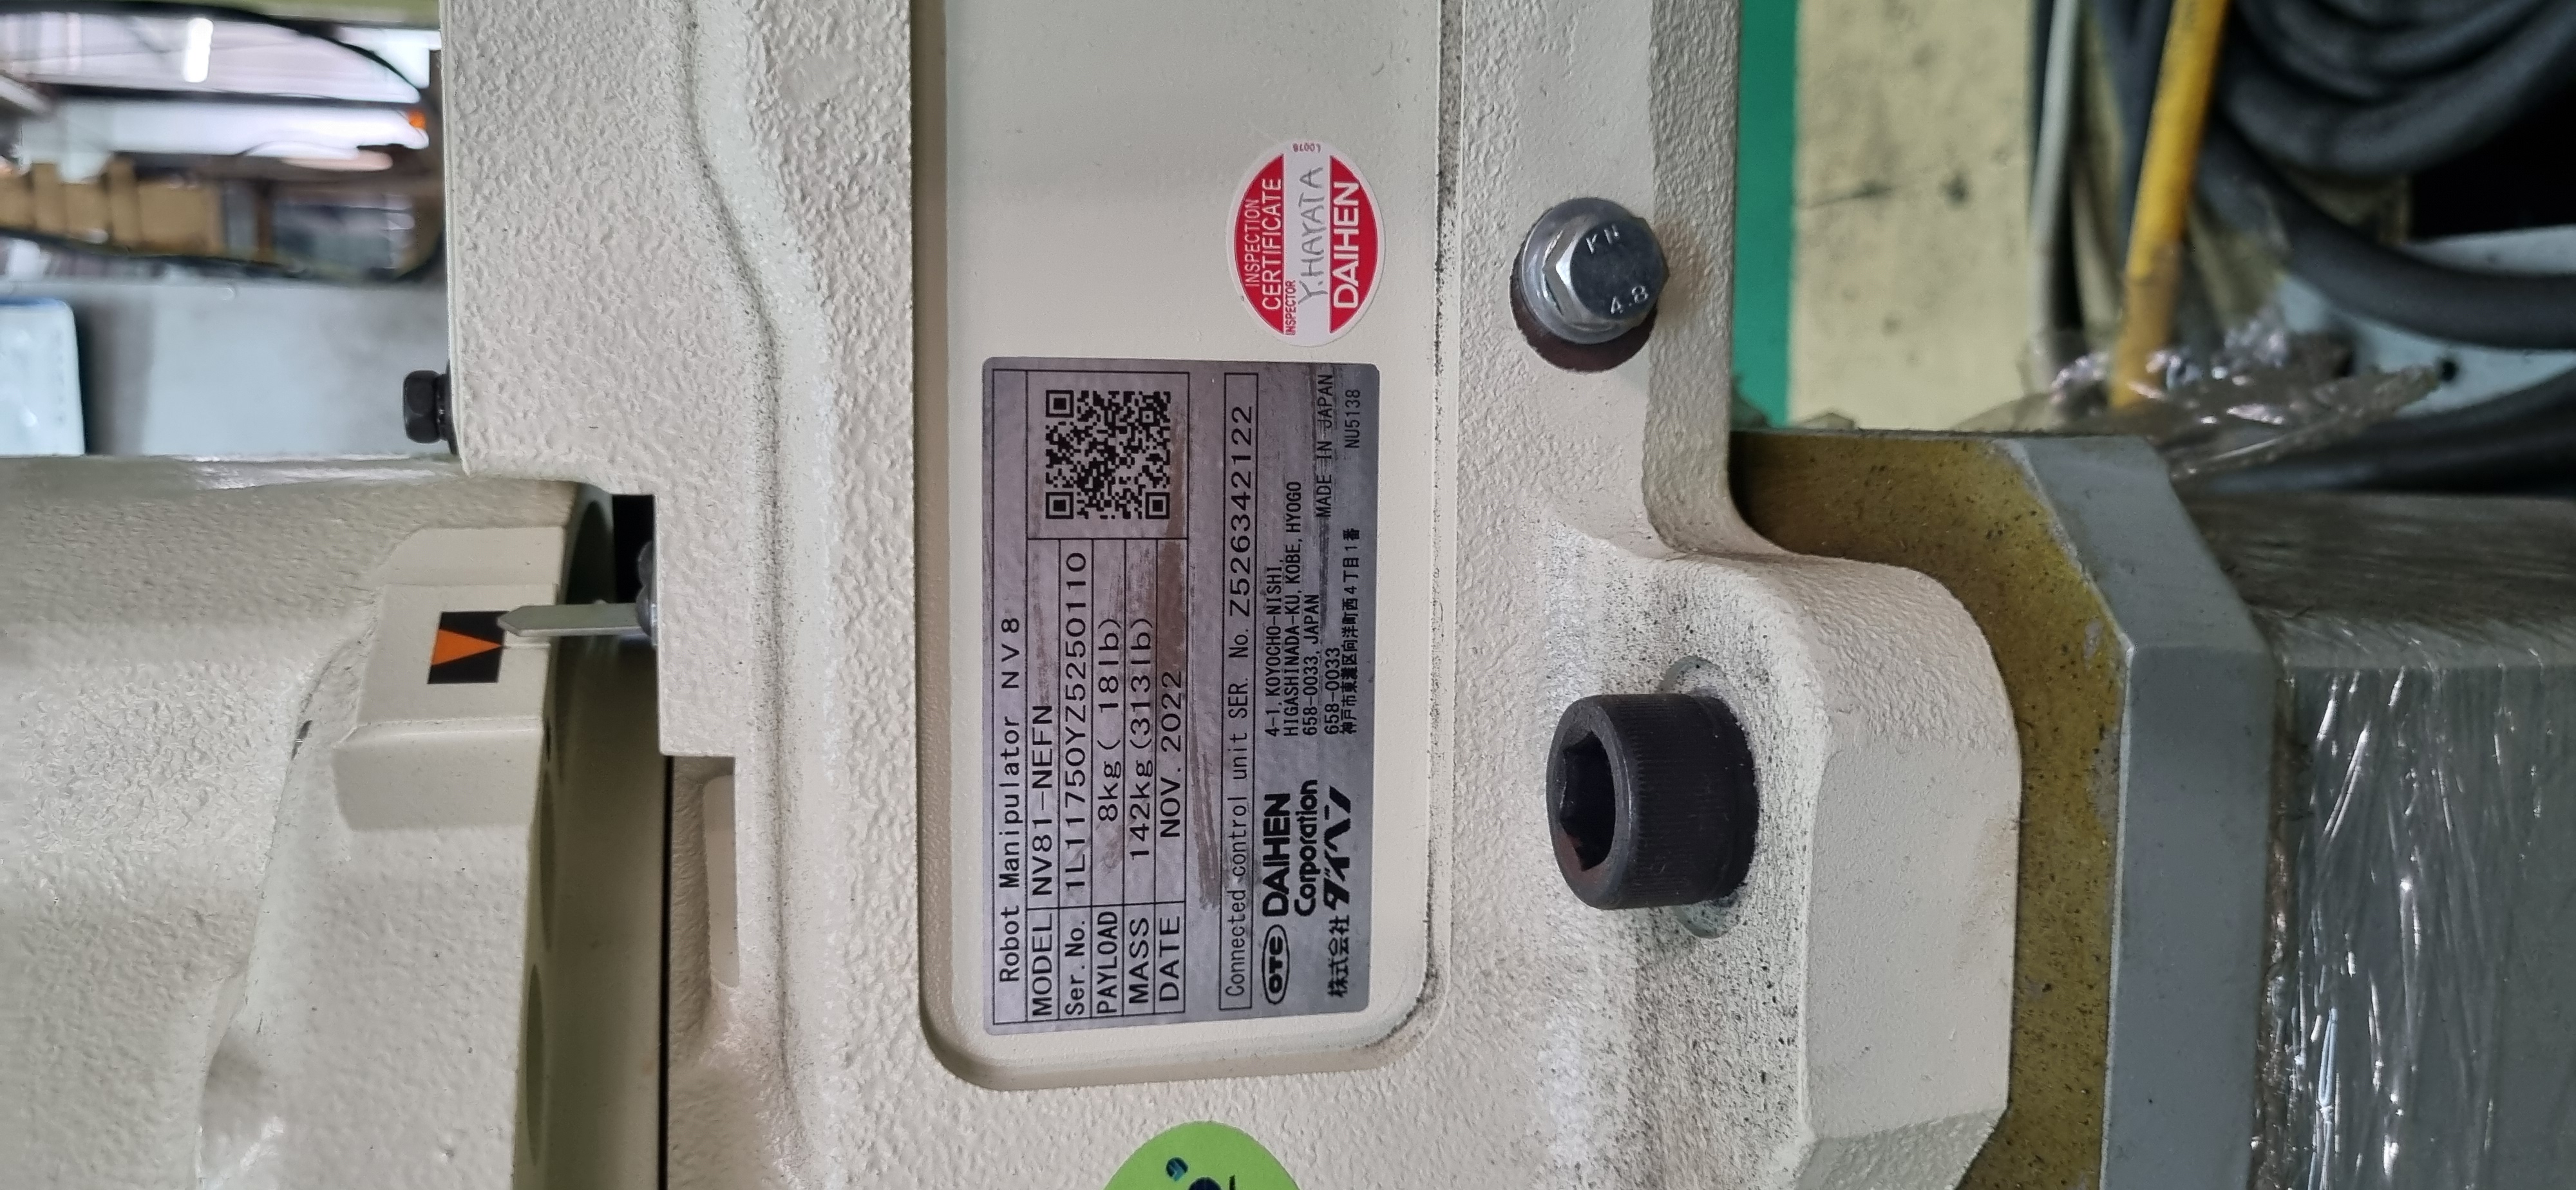 Robot Manipulator NV8
MODEL NV81-NEFN
Ser.No. 1L11750YZ5250110
PAYLOAD 8kg( 18lb)
MASS 142kg(313lb)
DATE NOV.2022
Connected control unit SER. No. Z526342122
OTC DAIHEN Corporation
4-1,KOYOCHO-NISHI,
HIGASHINADA-KU,KOBE,HYOGO
658-0033,JAPAN
MADE IN JAPAN
株式会社 ダイヘン
658-0033
神戸市東灘区向洋町西4丁目1番
NU5138
INSPECTION
CERTIFICATE
INSPECTOR
Y.HAYATA
DAIHEN
L0078
KN
4.8